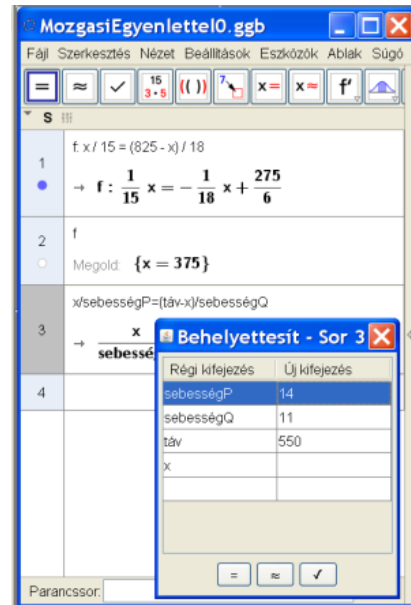 MozgasiEgyenlettel0.ggb
Fájl Szerkesztés Nézet Beállítások Eszközök Ablak Súgó
= ≈ ✓ 15 3·5 (( )) 7 x= x≈ f'
S
1
f: x / 15 = (825 - x) / 18
→ f : 1/15 x = − 1/18 x + 275/6
2
f
Megold: {x = 375}
3
x/sebességP=(táv-x)/sebességQ
→ x
Behelyettesít - Sor 3
Régi kifejezés Új kifejezés
sebességP 14
sebességQ 11
táv 550
x
= ≈ ✓
4
Parancssor: